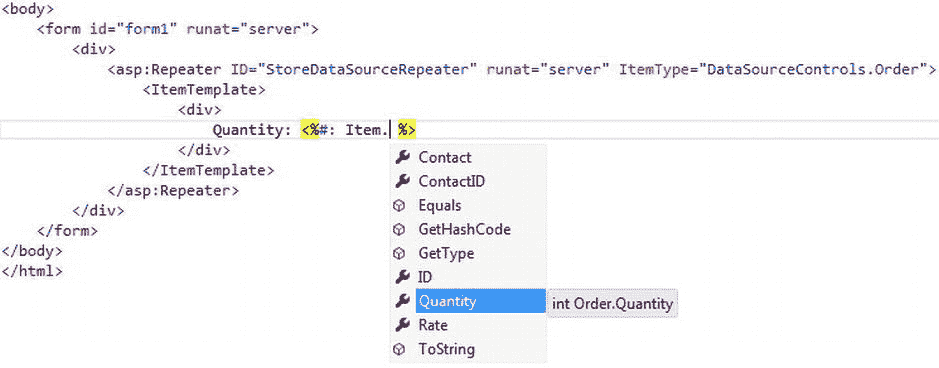 <body>
<form id="form1" runat="server">
<div>
<asp:Repeater ID="StoreDataSourceRepeater" runat="server" ItemType="DataSourceControls.Order">
<ItemTemplate>
<div>
Quantity: <%#: Item. %>
</div>
</ItemTemplate>
</asp:Repeater>
</div>
</form>
</body>
</html>
Contact
ContactID
Equals
GetHashCode
GetType
ID
Quantity int Order.Quantity
Rate
ToString